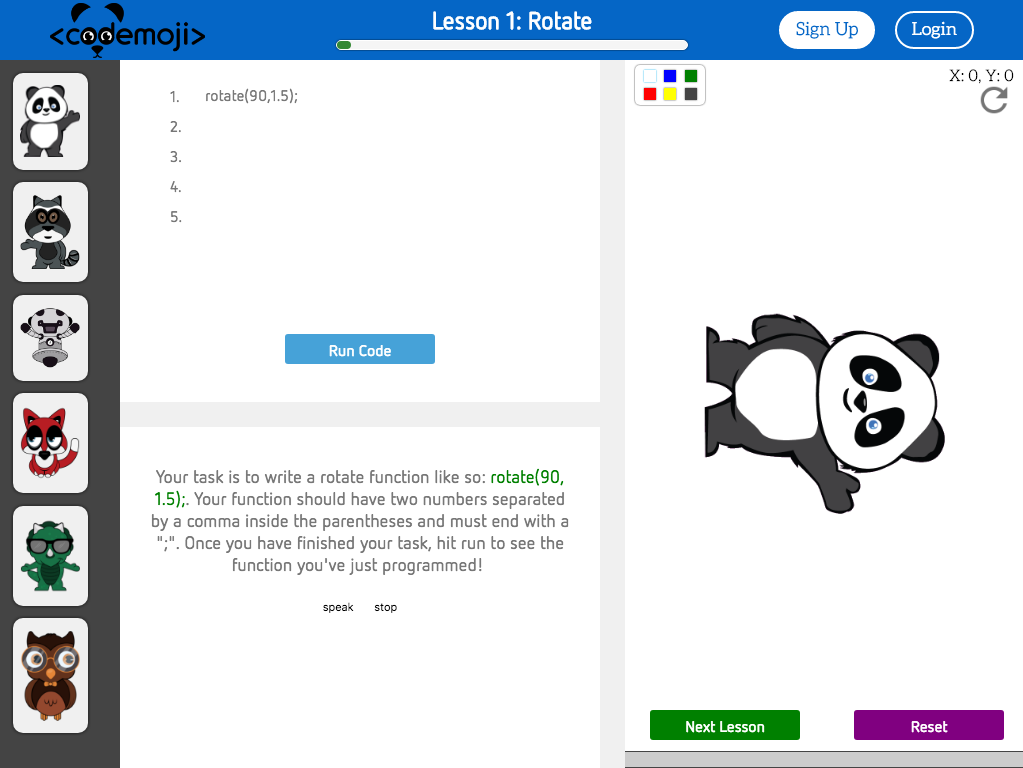 <codemoji>
Lesson 1: Rotate
Sign Up
Login
X: 0, Y: 0
1. rotate(90,1.5);
2.
3.
4.
5.
Run Code
Your task is to write a rotate function like so: rotate(90,
1.5);. Your function should have two numbers separated
by a comma inside the parentheses and must end with a
";". Once you have finished your task, hit run to see the
function you've just programmed!
speak stop
Next Lesson
Reset